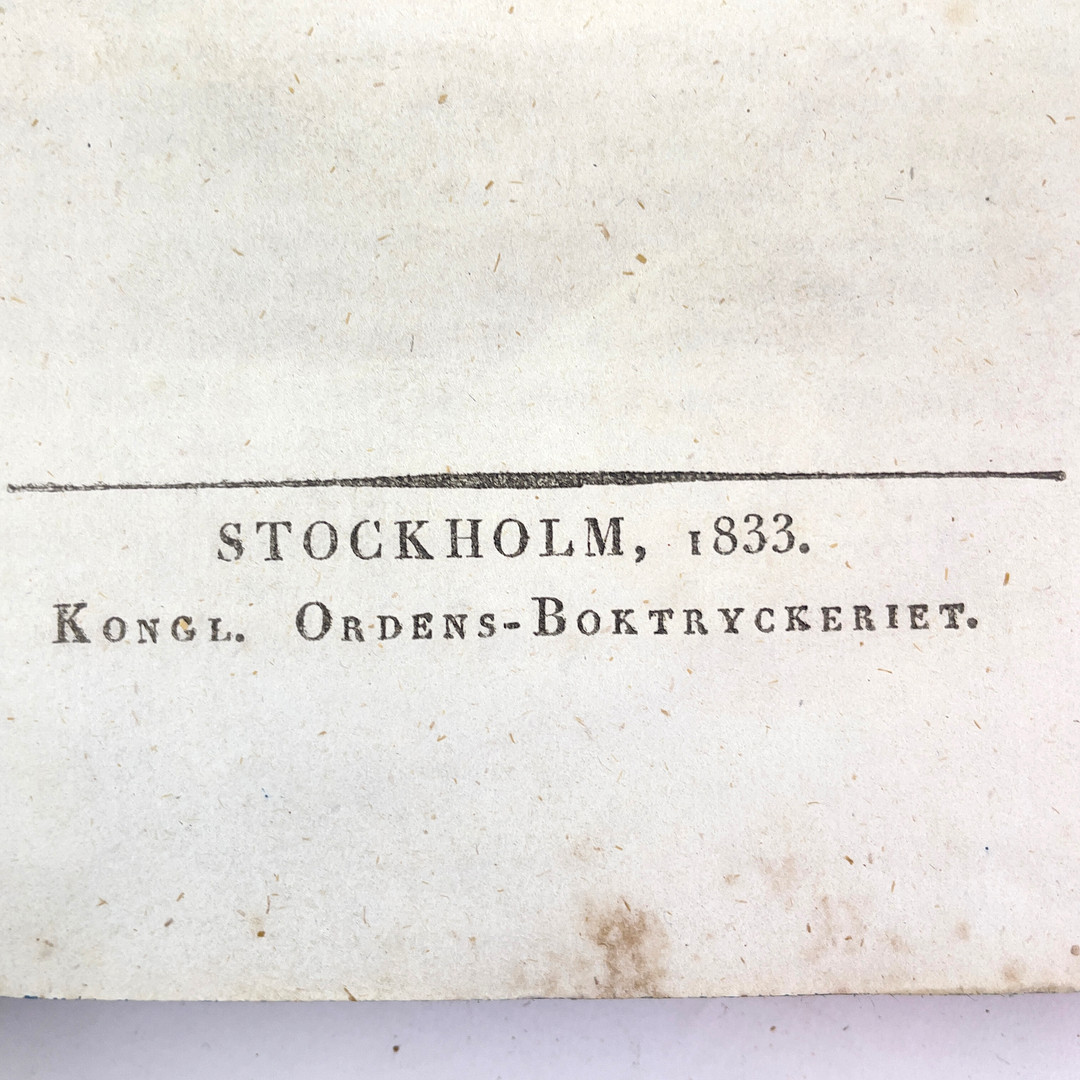 STOCKHOLM, 1833.
KONGL. ORDENS-BOKTRYCKERIET.